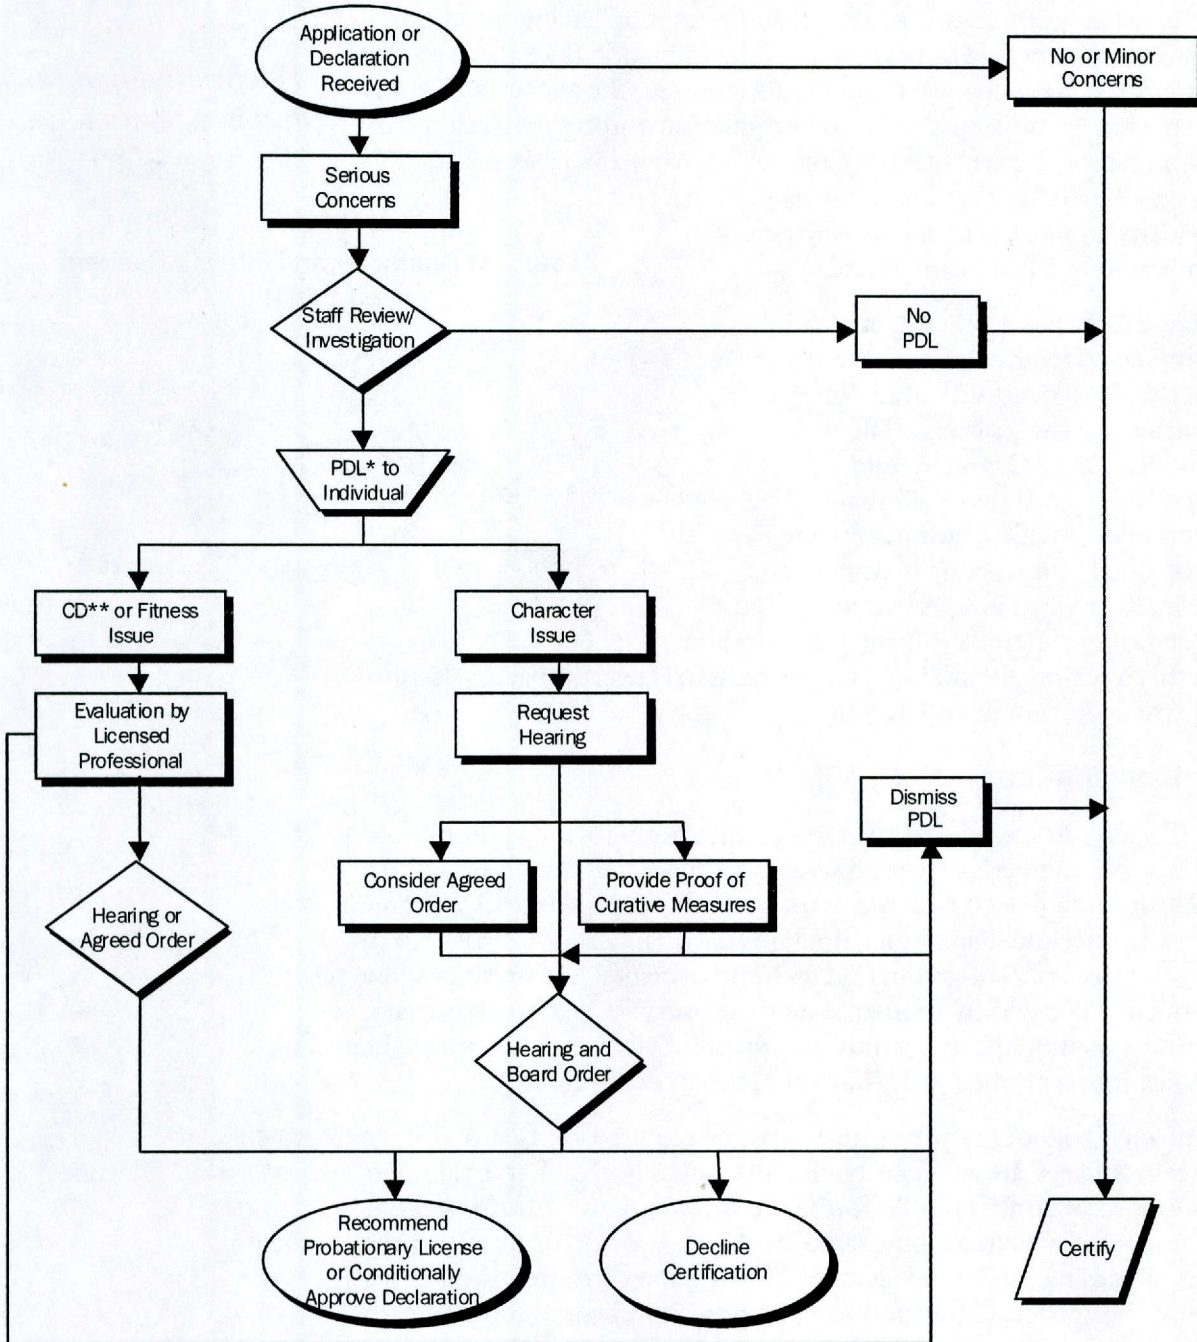 Application or
Declaration
Received
No or Minor
Concerns
Serious
Concerns
Staff Review/
Investigation
No
PDL
PDL* to
Individual
CD** or Fitness
Issue
Character
Issue
Evaluation by
Licensed
Professional
Request
Hearing
Dismiss
PDL
Consider Agreed
Order
Provide Proof of
Curative Measures
Hearing or
Agreed Order
Hearing and
Board Order
Recommend
Probationary License
or Conditionally
Approve Declaration
Decline
Certification
Certify